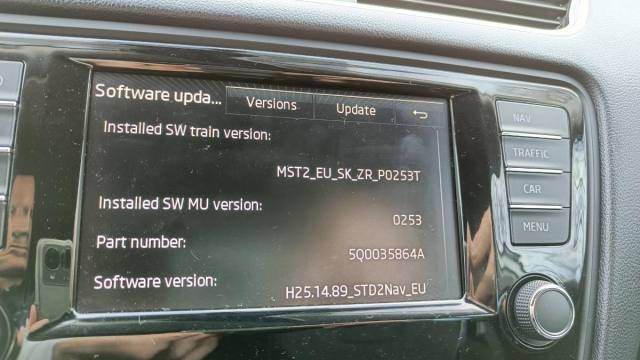 Software upda... Versions Update
Installed SW train version:
MST2_EU_SK_ZR_P0253T
Installed SW MU version:
0253
Part number:
5Q0035864A
Software version:
H25.14.89_STD2Nav_EU
NAV
TRAFFIC
CAR
MENU